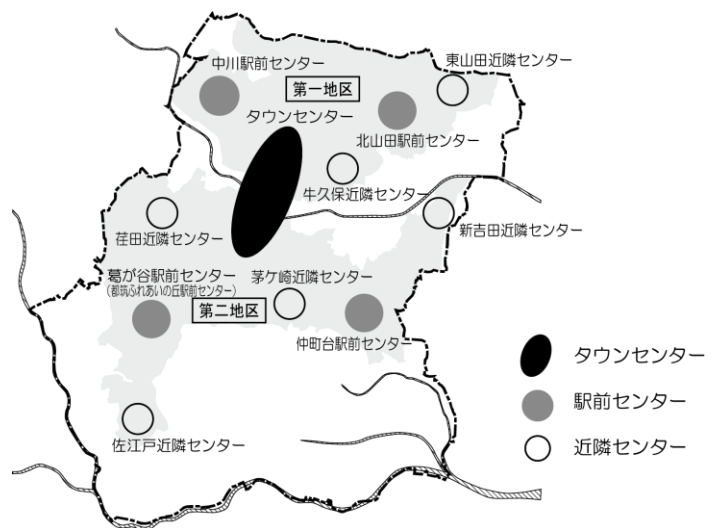 東山田近隣センター
中川駅前センター
第一地区
タウンセンター
北山田駅前センター
牛久保近隣センター
荏田近隣センター
新吉田近隣センター
葛が谷駅前センター
(都筑ふれあいの丘駅前センター)
茅ケ崎近隣センター
第二地区
仲町台駅前センター
佐江戸近隣センター
タウンセンター
駅前センター
近隣センター